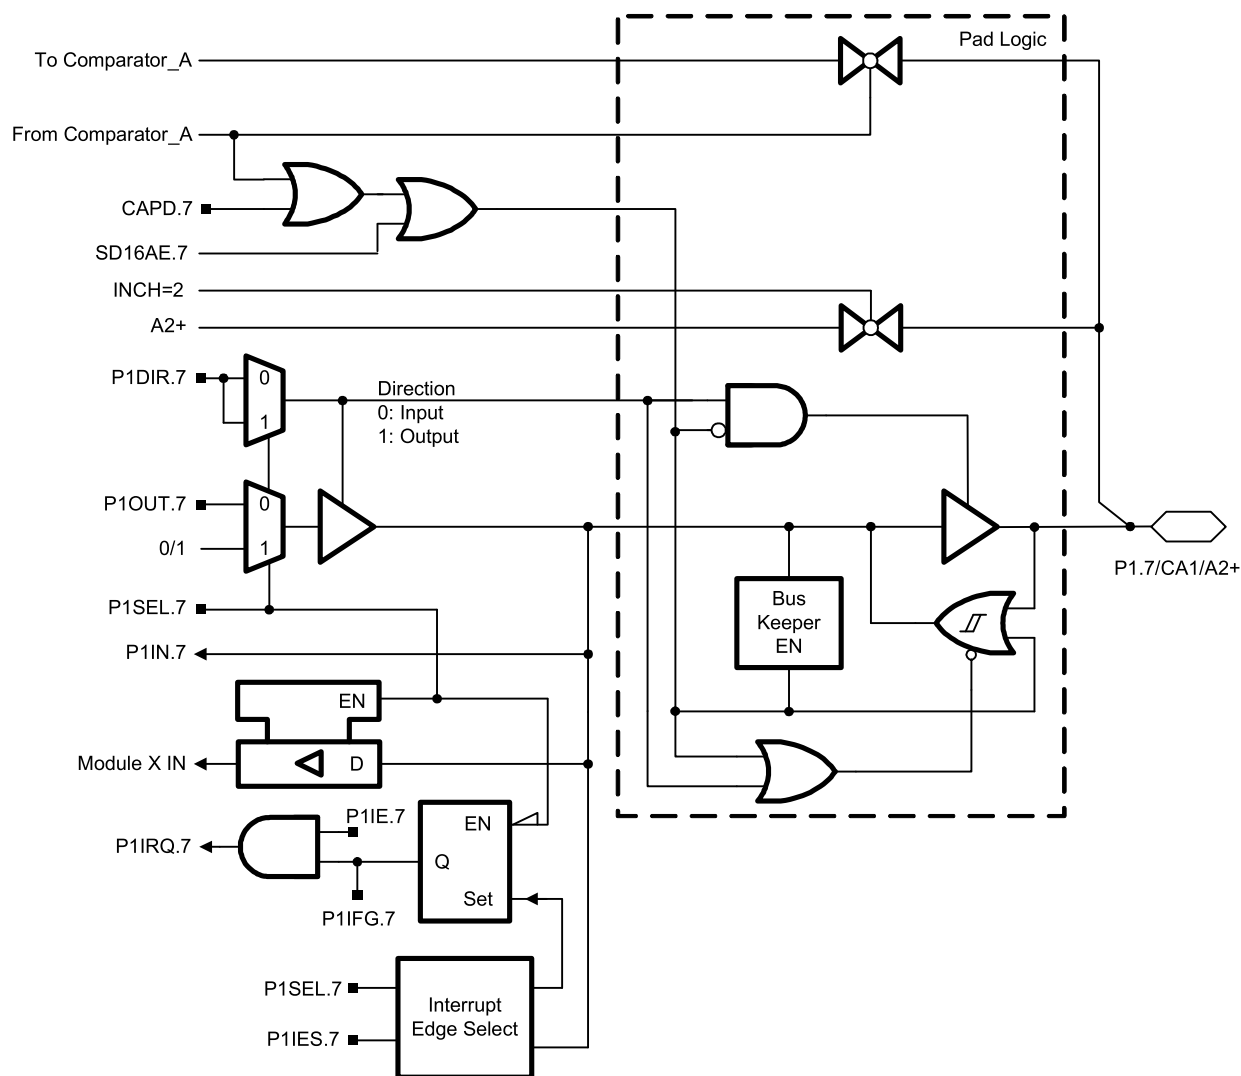 Pad Logic
To Comparator_A
From Comparator_A
CAPD.7
SD16AE.7
INCH=2
A2+
P1DIR.7
0
1
Direction
0: Input
1: Output
P1OUT.7
0
0/1
1
P1SEL.7
P1IN.7
EN
Module X IN
D
P1IE.7
P1IRQ.7
EN
Q
Set
P1IFG.7
P1SEL.7
P1IES.7
Interrupt
Edge Select
Bus
Keeper
EN
P1.7/CA1/A2+